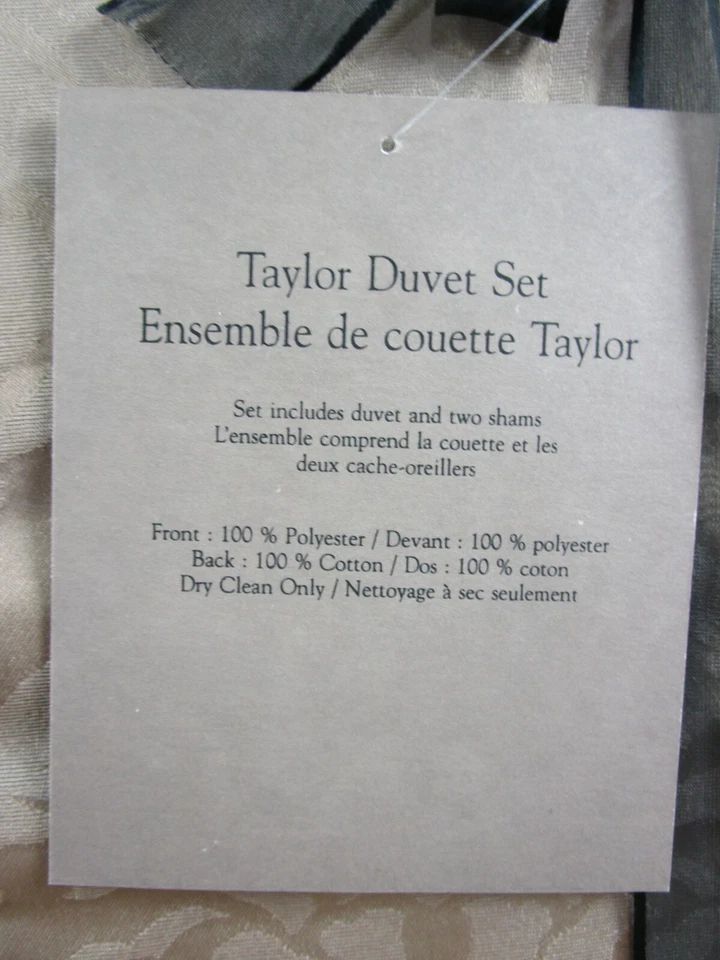 Taylor Duvet Set
Ensemble de couette Taylor
Set includes duvet and two shams
L'ensemble comprend la couette et les
deux cache-oreillers
Front : 100 % Polyester / Devant : 100 % polyester
Back : 100 % Cotton / Dos : 100 % coton
Dry Clean Only / Nettoyage à sec seulement